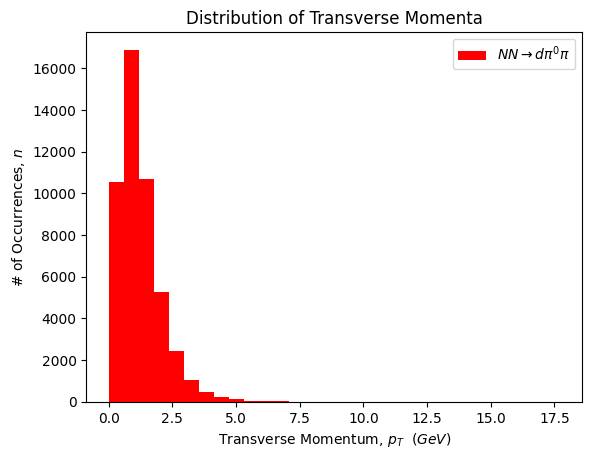 Distribution of Transverse Momenta
NN → dπ⁰π
# of Occurrences, n
16000
14000
12000
10000
8000
6000
4000
2000
0
0.0 2.5 5.0 7.5 10.0 12.5 15.0 17.5
Transverse Momentum, p_T (GeV)